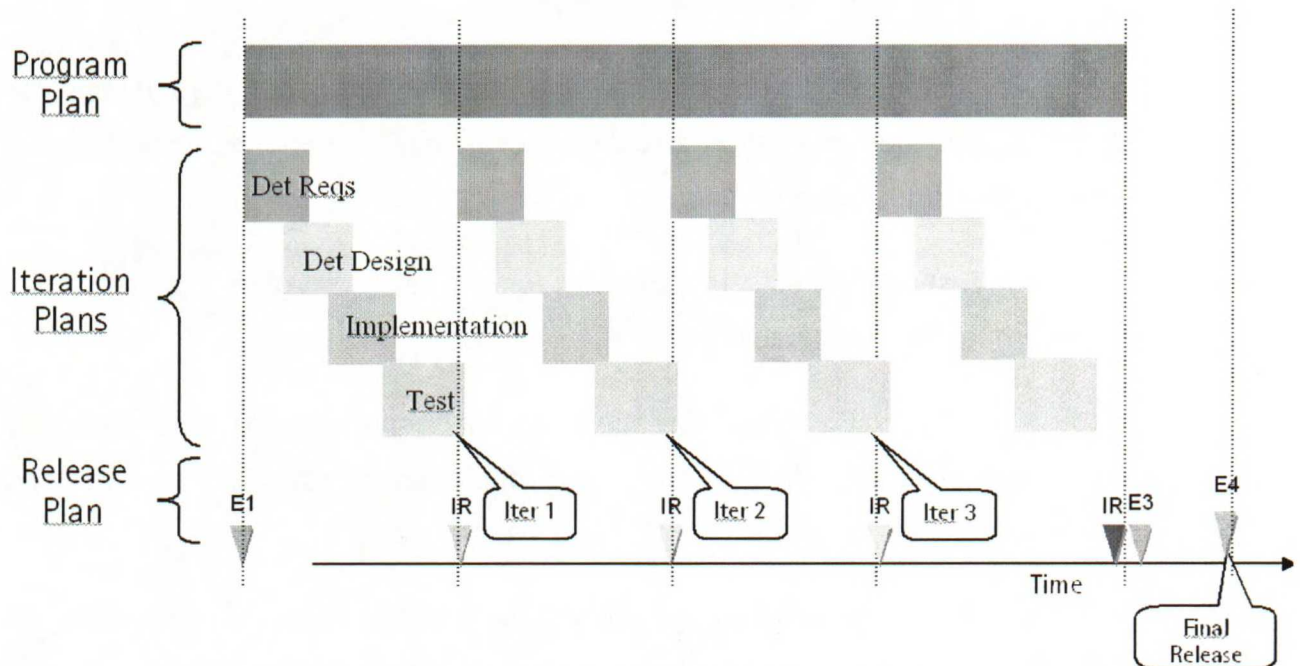 Program
Plan
Det Reqs
Det Design
Iteration
Plans
Implementation
Test
Release
Plan
E1
IR
Iter 1
IR
Iter 2
IR
Iter 3
IR
E3
E4
Time
Final
Release